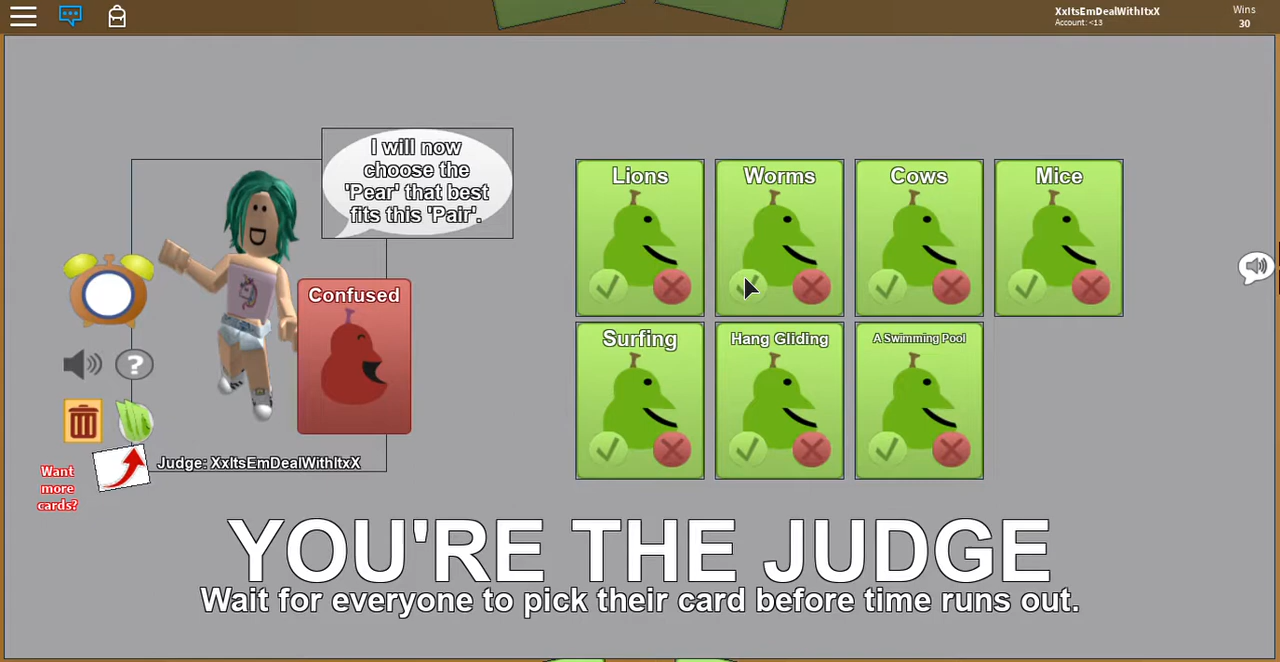 XxItsEmDealWithItxX
Account: <13
Wins
30
I will now
choose the
'Pear' that best
fits this 'Pair'.
Confused
Lions
Worms
Cows
Mice
Surfing
Hang Gliding
A Swimming Pool
?
Want
more
cards?
Judge: XxItsEmDealWithItxX
YOU'RE THE JUDGE
Wait for everyone to pick their card before time runs out.